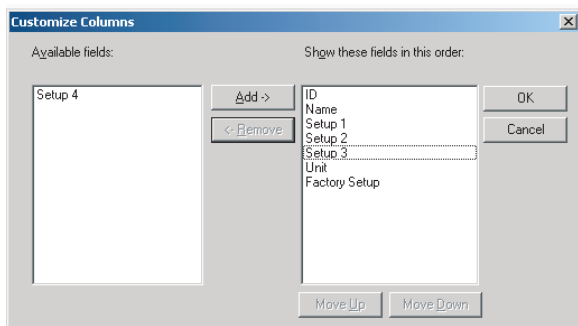 Customize Columns
Available fields:
Show these fields in this order:
Setup 4
Add ->
<- Remove
ID
Name
Setup 1
Setup 2
Setup 3
Unit
Factory Setup
OK
Cancel
Move Up
Move Down